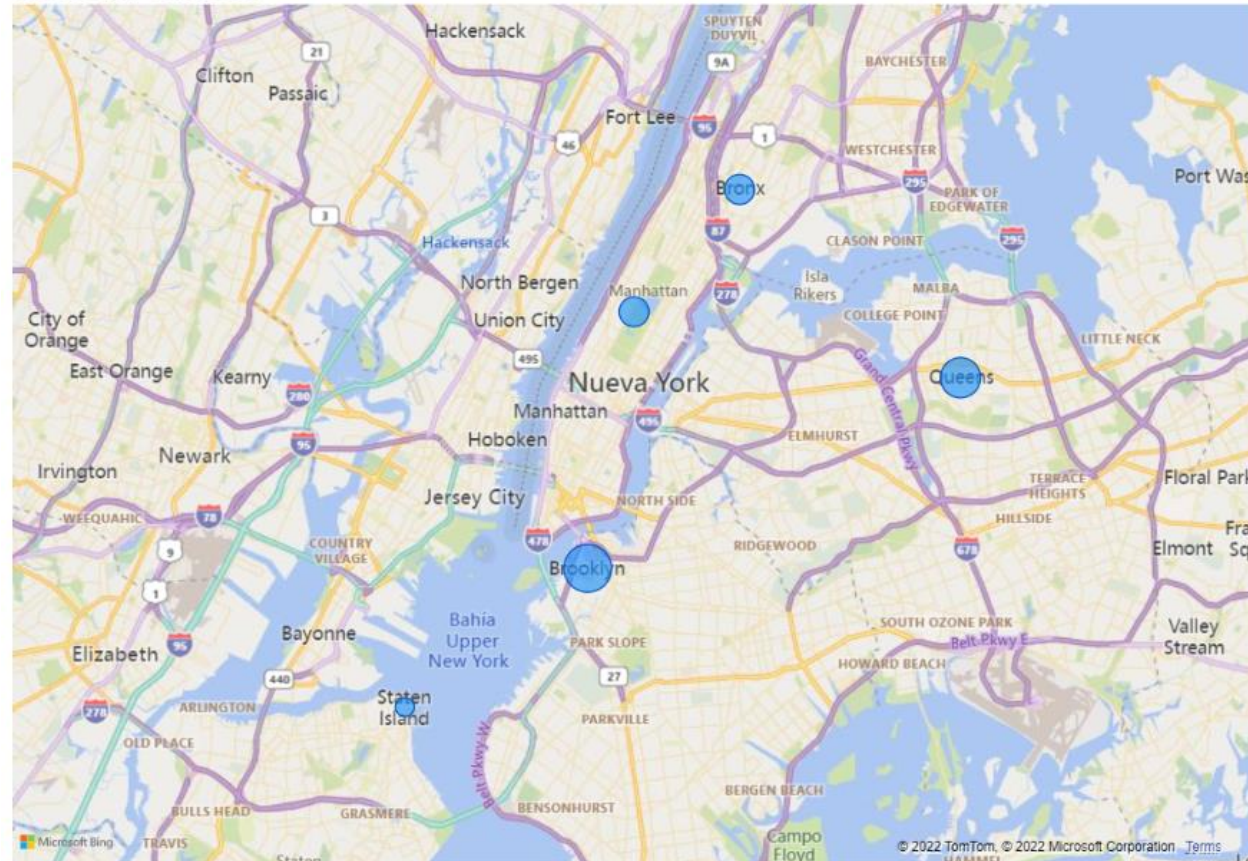 Hackensack
SPUYTEN
DUYVIL
21
9A
BAYCHESTER
Clifton
Passaic
Fort Lee
95
1
46
WESTCHESTER
Port Was
295
Bronx
PARK OF
EDGEWATER
3
87
CLASON POINT
295
Hackensack
Isla
Rikers
North Bergen
Manhattan
278
MALBA
COLLEGE POINT
Union City
City of
Orange
LITTLE NECK
495
East Orange
Kearny
Nueva York
Queens
280
Grand Central Pkwy
Manhattan
495
Hoboken
95
ELMHURST
Newark
Irvington
TERRACE
HEIGHTS
Floral Park
Jersey City
NORTH SIDE
WEEQUAHIC
78
HILLSIDE
478
Fra
Sq
9
COUNTRY
VILLAGE
RIDGEWOOD
678
Elmont
Brooklyn
1
Bahía
Upper
New York
Bayonne
SOUTH OZONE PARK
Valley
Stream
Belt Pkwy E
95
PARK SLOPE
Elizabeth
HOWARD BEACH
440
27
Staten
Island
278
ARLINGTON
PARKVILLE
OLD PLACE
Belt Pkwy W
BERGEN BEACH
BULLS HEAD
GRASMERE
BENSONHURST
Microsoft Bing
TRAVIS
Campo
Floyd
© 2022 TomTom, © 2022 Microsoft Corporation Terms